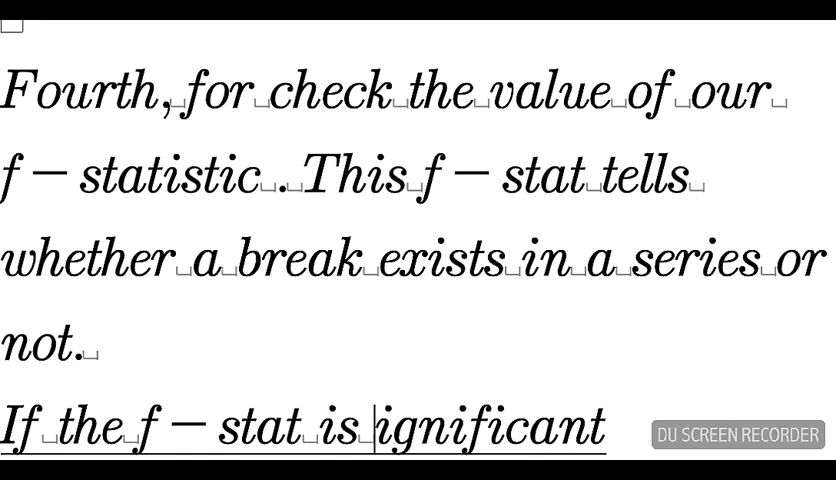 Fourth, for check the value of our
f – statistic . . This f – stat tells
whether a break exists in a series or
not.
If the f – stat is ignificant
DU SCREEN RECORDER